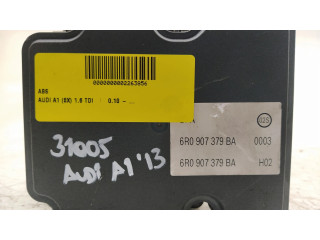 0000000002263856
ABS
AUDI A1 (8X) 1.6 TDI : 0.10 - ...
31005
AUDI A1 '13
6R0 907 379 BA 0003
6R0 907 379 BA H02